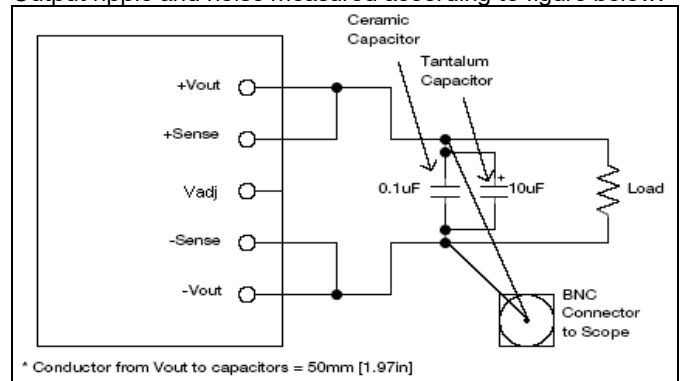 Output ripple and noise measured according to figure below.
Ceramic
Capacitor
Tantalum
Capacitor
+Vout
+Sense
Vadj
-Sense
-Vout
0.1uF
+
10uF
Load
BNC
Connector
to Scope
* Conductor from Vout to capacitors = 50mm [1.97in]